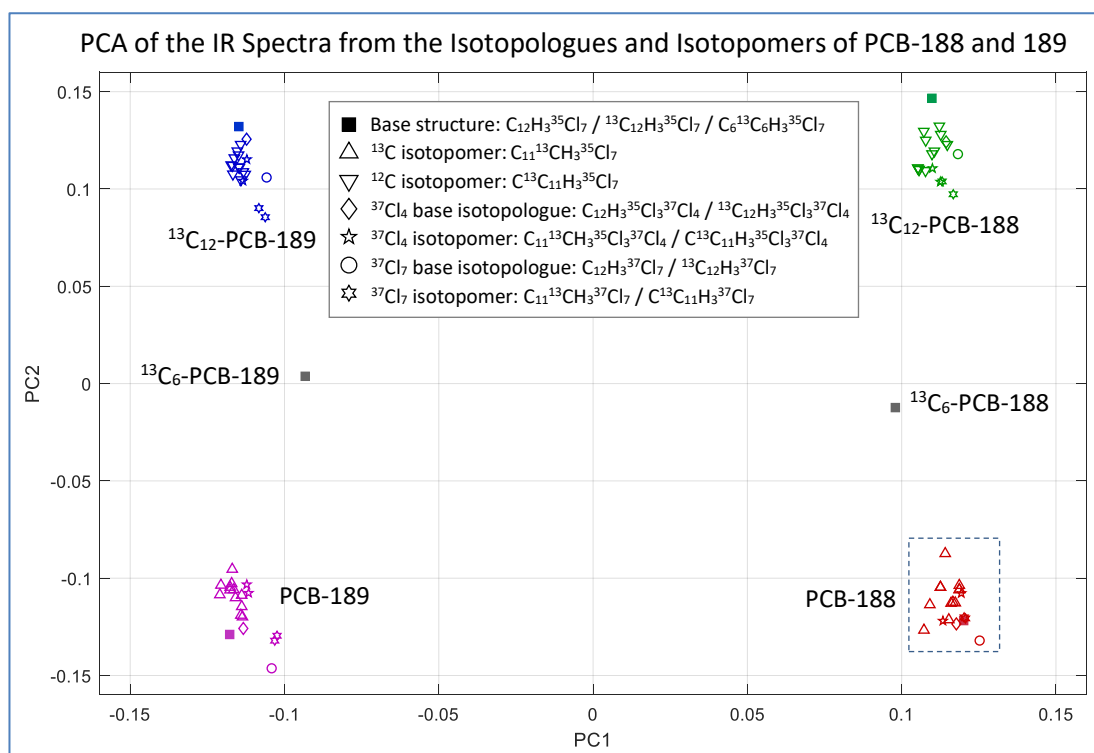 PCA of the IR Spectra from the Isotopologues and Isotopomers of PCB-188 and 189
0.15
0.1
0.05
0
-0.05
-0.1
-0.15
PC2
Base structure: C₁₂H₃³⁵Cl₇ / ¹³C₁₂H₃³⁵Cl₇ / C₆¹³C₆H₃³⁵Cl₇
¹³C isotopomer: C₁₁¹³CH₃³⁵Cl₇
¹²C isotopomer: C¹³C₁₁H₃³⁵Cl₇
³⁷Cl₄ base isotopologue: C₁₂H₃³⁵Cl₃³⁷Cl₄ / ¹³C₁₂H₃³⁵Cl₃³⁷Cl₄
³⁷Cl₄ isotopomer: C₁₁¹³CH₃³⁵Cl₃³⁷Cl₄ / C¹³C₁₁H₃³⁵Cl₃³⁷Cl₄
³⁷Cl₇ base isotopologue: C₁₂H₃³⁷Cl₇ / ¹³C₁₂H₃³⁷Cl₇
³⁷Cl₇ isotopomer: C₁₁¹³CH₃³⁷Cl₇ / C¹³C₁₁H₃³⁷Cl₇
¹³C₁₂-PCB-189
¹³C₁₂-PCB-188
¹³C₆-PCB-189
¹³C₆-PCB-188
PCB-189
PCB-188
-0.15
-0.1
-0.05
0
0.05
0.1
0.15
PC1